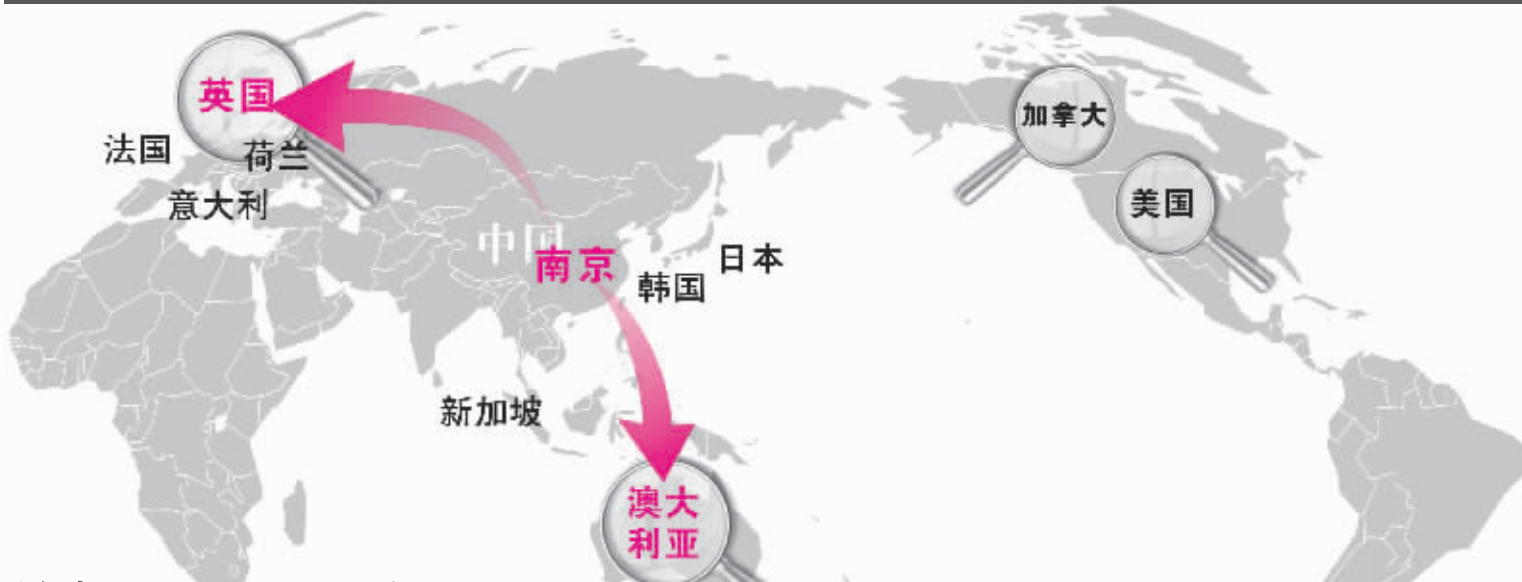 英国
加拿大
法国
荷兰
美国
意大利
中国
南京
日本
韩国
新加坡
澳大
利亚